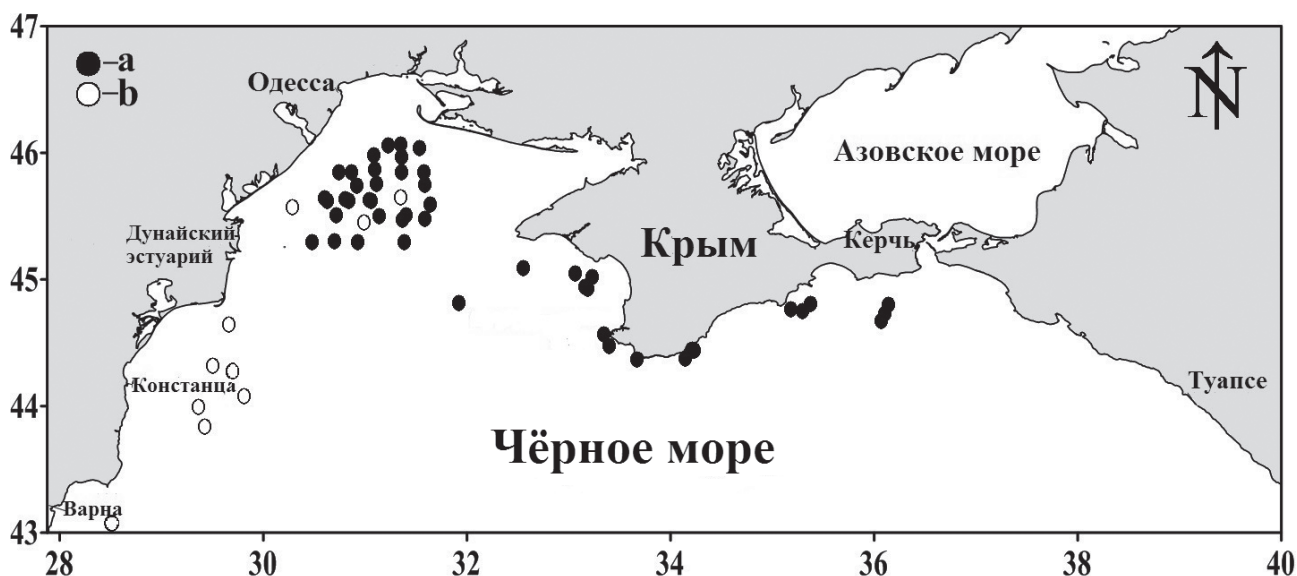 47
–a
–b
Одесса
N
46
Азовское море
Дунайский
эстуарий
Крым
Керчь
45
Констанца
Туапсе
44
Чёрное море
Варна
43
28
30
32
34
36
38
40